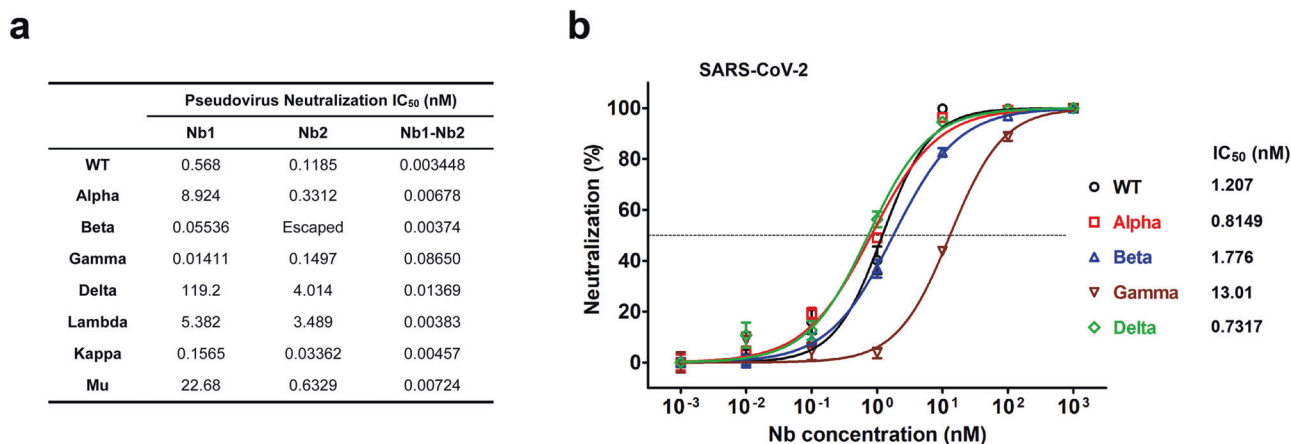 a
Pseudovirus Neutralization IC₅₀ (nM)
Nb1 Nb2 Nb1-Nb2
WT 0.568 0.1185 0.003448
Alpha 8.924 0.3312 0.00678
Beta 0.05536 Escaped 0.00374
Gamma 0.01411 0.1497 0.08650
Delta 119.2 4.014 0.01369
Lambda 5.382 3.489 0.00383
Kappa 0.1565 0.03362 0.00457
Mu 22.68 0.6329 0.00724
b
SARS-CoV-2
Neutralization (%)
100
80
60
40
20
0
10⁻³ 10⁻² 10⁻¹ 10⁰ 10¹ 10² 10³
Nb concentration (nM)
IC₅₀ (nM)
WT 1.207
Alpha 0.8149
Beta 1.776
Gamma 13.01
Delta 0.7317